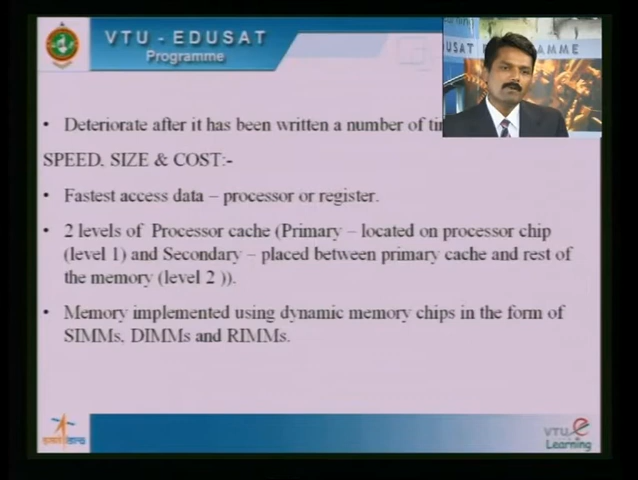 VTU - EDUSAT
Programme
EDUSAT PROGRAMME
• Deteriorate after it has been written a number of
SPEED, SIZE & COST:-
• Fastest access data – processor or register.
• 2 levels of Processor cache (Primary – located on processor chip
(level 1) and Secondary – placed between primary cache and rest of
the memory (level 2 )).
• Memory implemented using dynamic memory chips in the form of
SIMMs, DIMMs and RIMMs.
VTU e
Learning